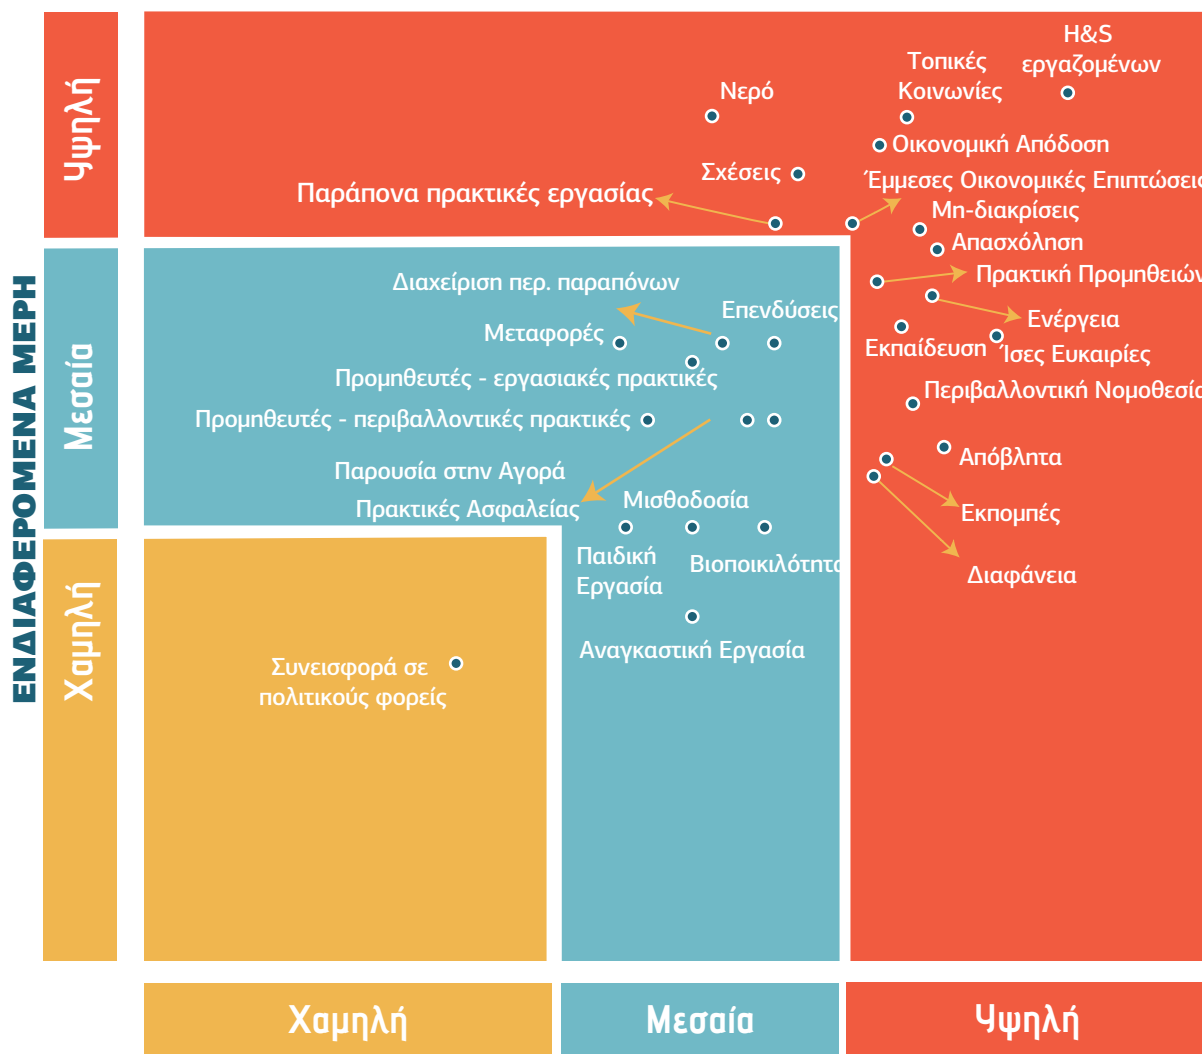 ΕΝΔΙΑΦΕΡΟΜΕΝΑ ΜΕΡΗ
Υψηλή
Μεσαία
Χαμηλή
H&S
εργαζομένων
Τοπικές
Κοινωνίες
Νερό
Οικονομική Απόδοση
Σχέσεις
Έμμεσες Οικονομικές Επιπτώσεις
Παράπονα πρακτικές εργασίας
Μη-διακρίσεις
Απασχόληση
Πρακτική Προμηθειών
Διαχείριση περ. παραπόνων
Επενδύσεις
Ενέργεια
Μεταφορές
Εκπαίδευση
Ίσες Ευκαιρίες
Προμηθευτές - εργασιακές πρακτικές
Περιβαλλοντική Νομοθεσία
Προμηθευτές - περιβαλλοντικές πρακτικές
Απόβλητα
Παρουσία στην Αγορά
Πρακτικές Ασφαλείας
Μισθοδοσία
Εκπομπές
Παιδική
Εργασία
Βιοποικιλότητα
Διαφάνεια
Αναγκαστική Εργασία
Συνεισφορά σε
πολιτικούς φορείς
Χαμηλή
Μεσαία
Υψηλή